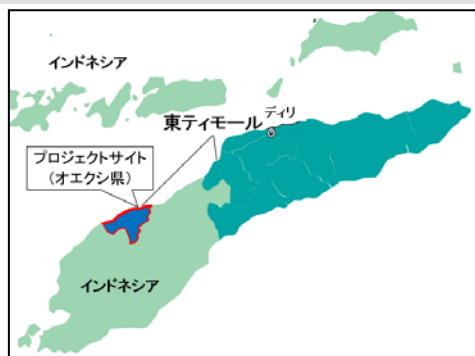 インドネシア
ディリ
東ティモール
プロジェクトサイト
(オエクシ県)
インドネシア